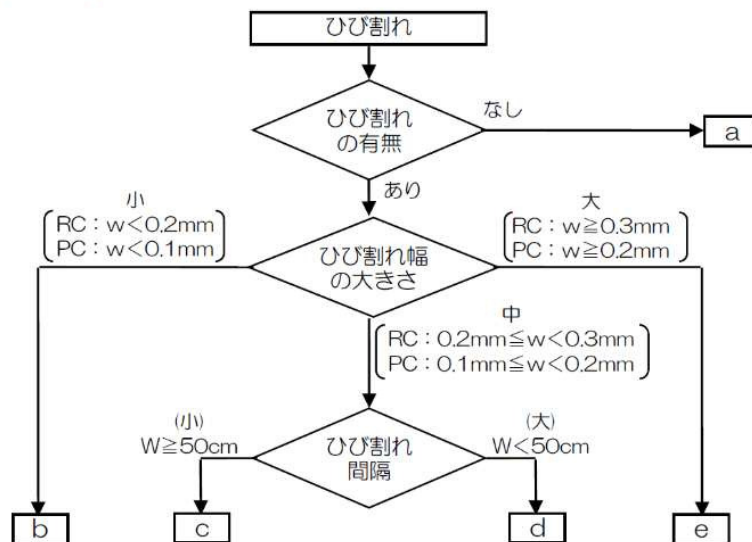 ひび割れ
ひび割れ
の有無
なし
a
あり
小
RC：w＜0.2mm
PC：w＜0.1mm
大
RC：w≧0.3mm
PC：w≧0.2mm
ひび割れ幅
の大きさ
中
RC：0.2mm≦w＜0.3mm
PC：0.1mm≦w＜0.2mm
(小)
W≧50cm
ひび割れ
間隔
(大)
W＜50cm
b
c
d
e